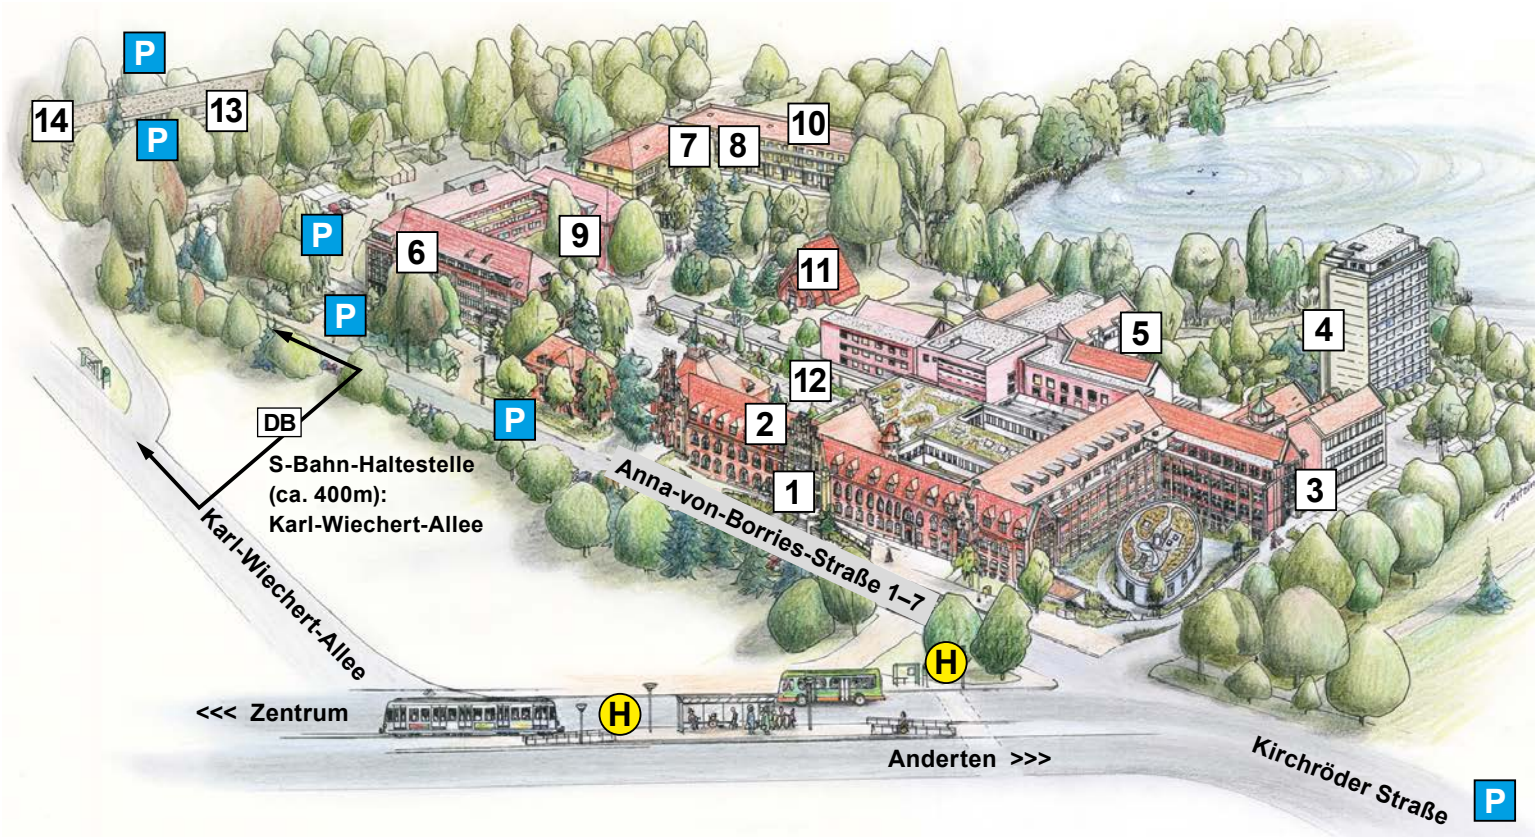 P
14
13
P
7
8
10
P
6
9
11
P
5
4
12
DB
P
2
S-Bahn-Haltestelle
(ca. 400m):
Karl-Wiechert-Allee
1
3
Anna-von-Borries-Straße 1–7
Karl-Wiechert-Allee
H
<<< Zentrum
H
Anderten >>>
Kirchröder Straße
P